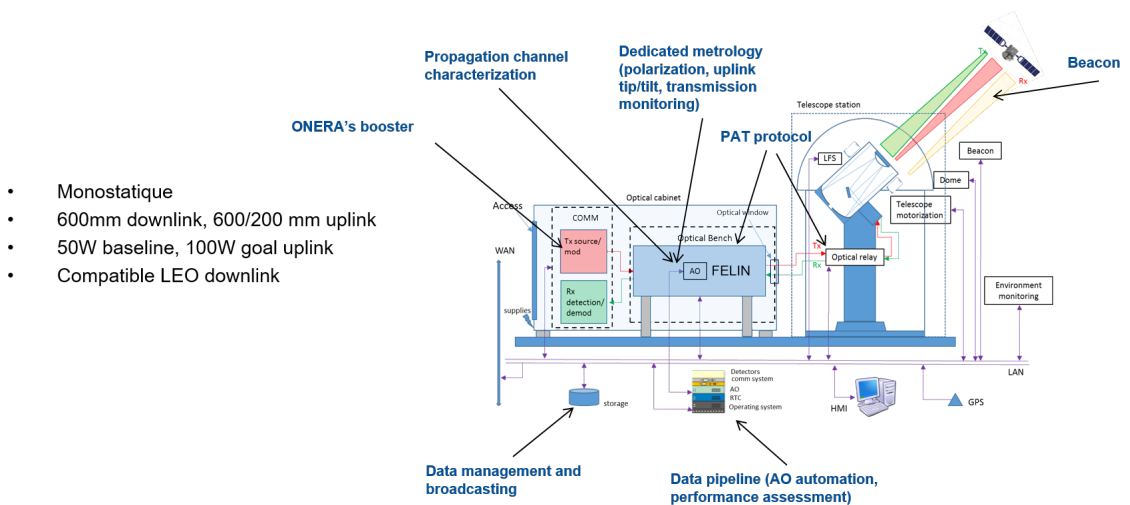 Propagation channel
characterization
Dedicated metrology
(polarization, uplink
tip/tilt, transmission
monitoring)
Beacon
ONERA's booster
PAT protocol
Tx
Rx
Telescope station
LFS
Beacon
Dome
Telescope
motorization
• Monostatique
• 600mm downlink, 600/200 mm uplink
• 50W baseline, 100W goal uplink
• Compatible LEO downlink
Access
Optical cabinet
Optical window
COMM
Optical Bench
WAN
Tx source/
mod
AO
FELIN
Tx
Rx
Optical relay
Rx
detection/
demod
Environment
monitoring
supplies
LAN
Detectors
comm system
AO
RTC
Operating system
storage
HMI
GPS
Data management and
broadcasting
Data pipeline (AO automation,
performance assessment)